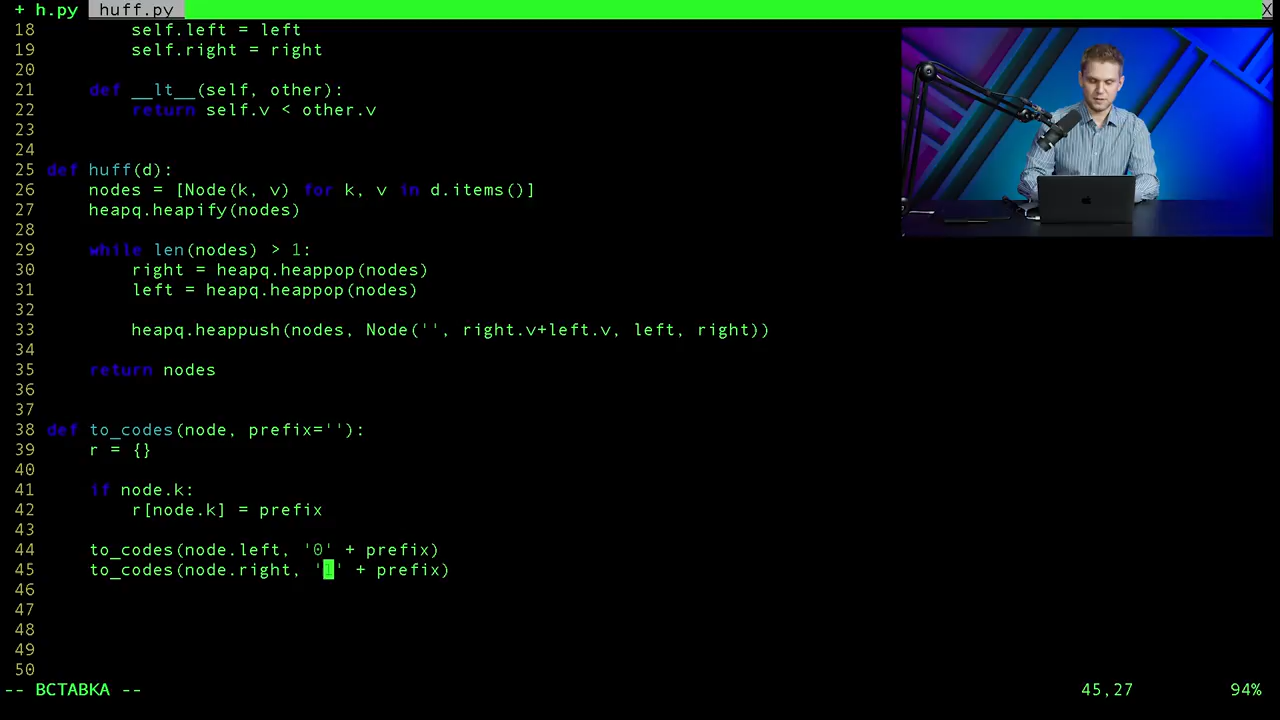 + h.py  huff.py X
18         self.left = left
19         self.right = right
20
21     def __lt__(self, other):
22         return self.v < other.v
23
24
25 def huff(d):
26     nodes = [Node(k, v) for k, v in d.items()]
27     heapq.heapify(nodes)
28
29     while len(nodes) > 1:
30         right = heapq.heappop(nodes)
31         left = heapq.heappop(nodes)
32
33         heapq.heappush(nodes, Node('', right.v+left.v, left, right))
34
35     return nodes
36
37
38 def to_codes(node, prefix=''):
39     r = {}
40
41     if node.k:
42         r[node.k] = prefix
43
44     to_codes(node.left, '0' + prefix)
45     to_codes(node.right, '1' + prefix)
46
47
48
49
50
-- ВСТАВКА -- 45,27 94%